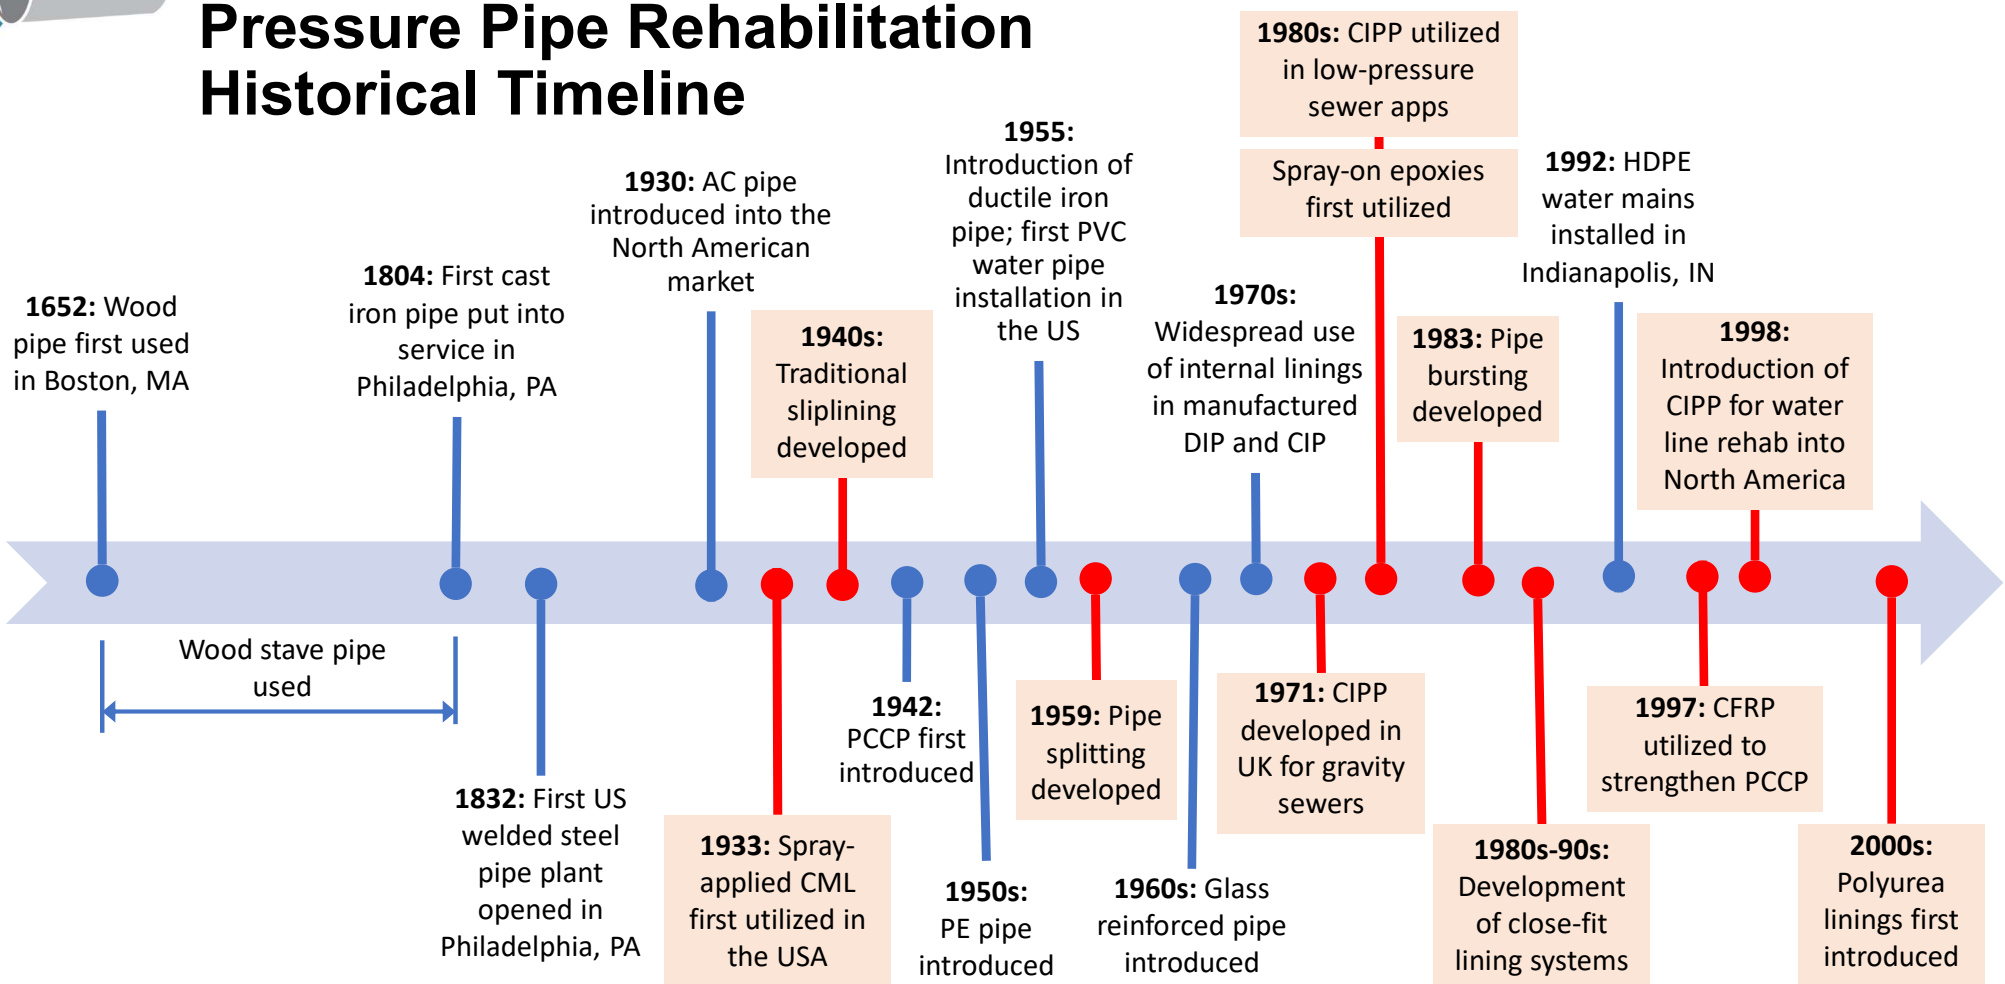 Pressure Pipe Rehabilitation
Historical Timeline
1652: Wood
pipe first used
in Boston, MA
1804: First cast
iron pipe put into
service in
Philadelphia, PA
1930: AC pipe
introduced into the
North American
market
1940s:
Traditional
sliplining
developed
1955:
Introduction of
ductile iron
pipe; first PVC
water pipe
installation in
the US
1970s:
Widespread use
of internal linings
in manufactured
DIP and CIP
1980s: CIPP utilized
in low-pressure
sewer apps
Spray-on epoxies
first utilized
1983: Pipe
bursting
developed
1992: HDPE
water mains
installed in
Indianapolis, IN
1998:
Introduction of
CIPP for water
line rehab into
North America
Wood stave pipe
used
1832: First US
welded steel
pipe plant
opened in
Philadelphia, PA
1933: Spray-
applied CML
first utilized in
the USA
1942:
PCCP first
introduced
1950s:
PE pipe
introduced
1959: Pipe
splitting
developed
1960s: Glass
reinforced pipe
introduced
1971: CIPP
developed in
UK for gravity
sewers
1980s-90s:
Development
of close-fit
lining systems
1997: CFRP
utilized to
strengthen PCCP
2000s:
Polyurea
linings first
introduced